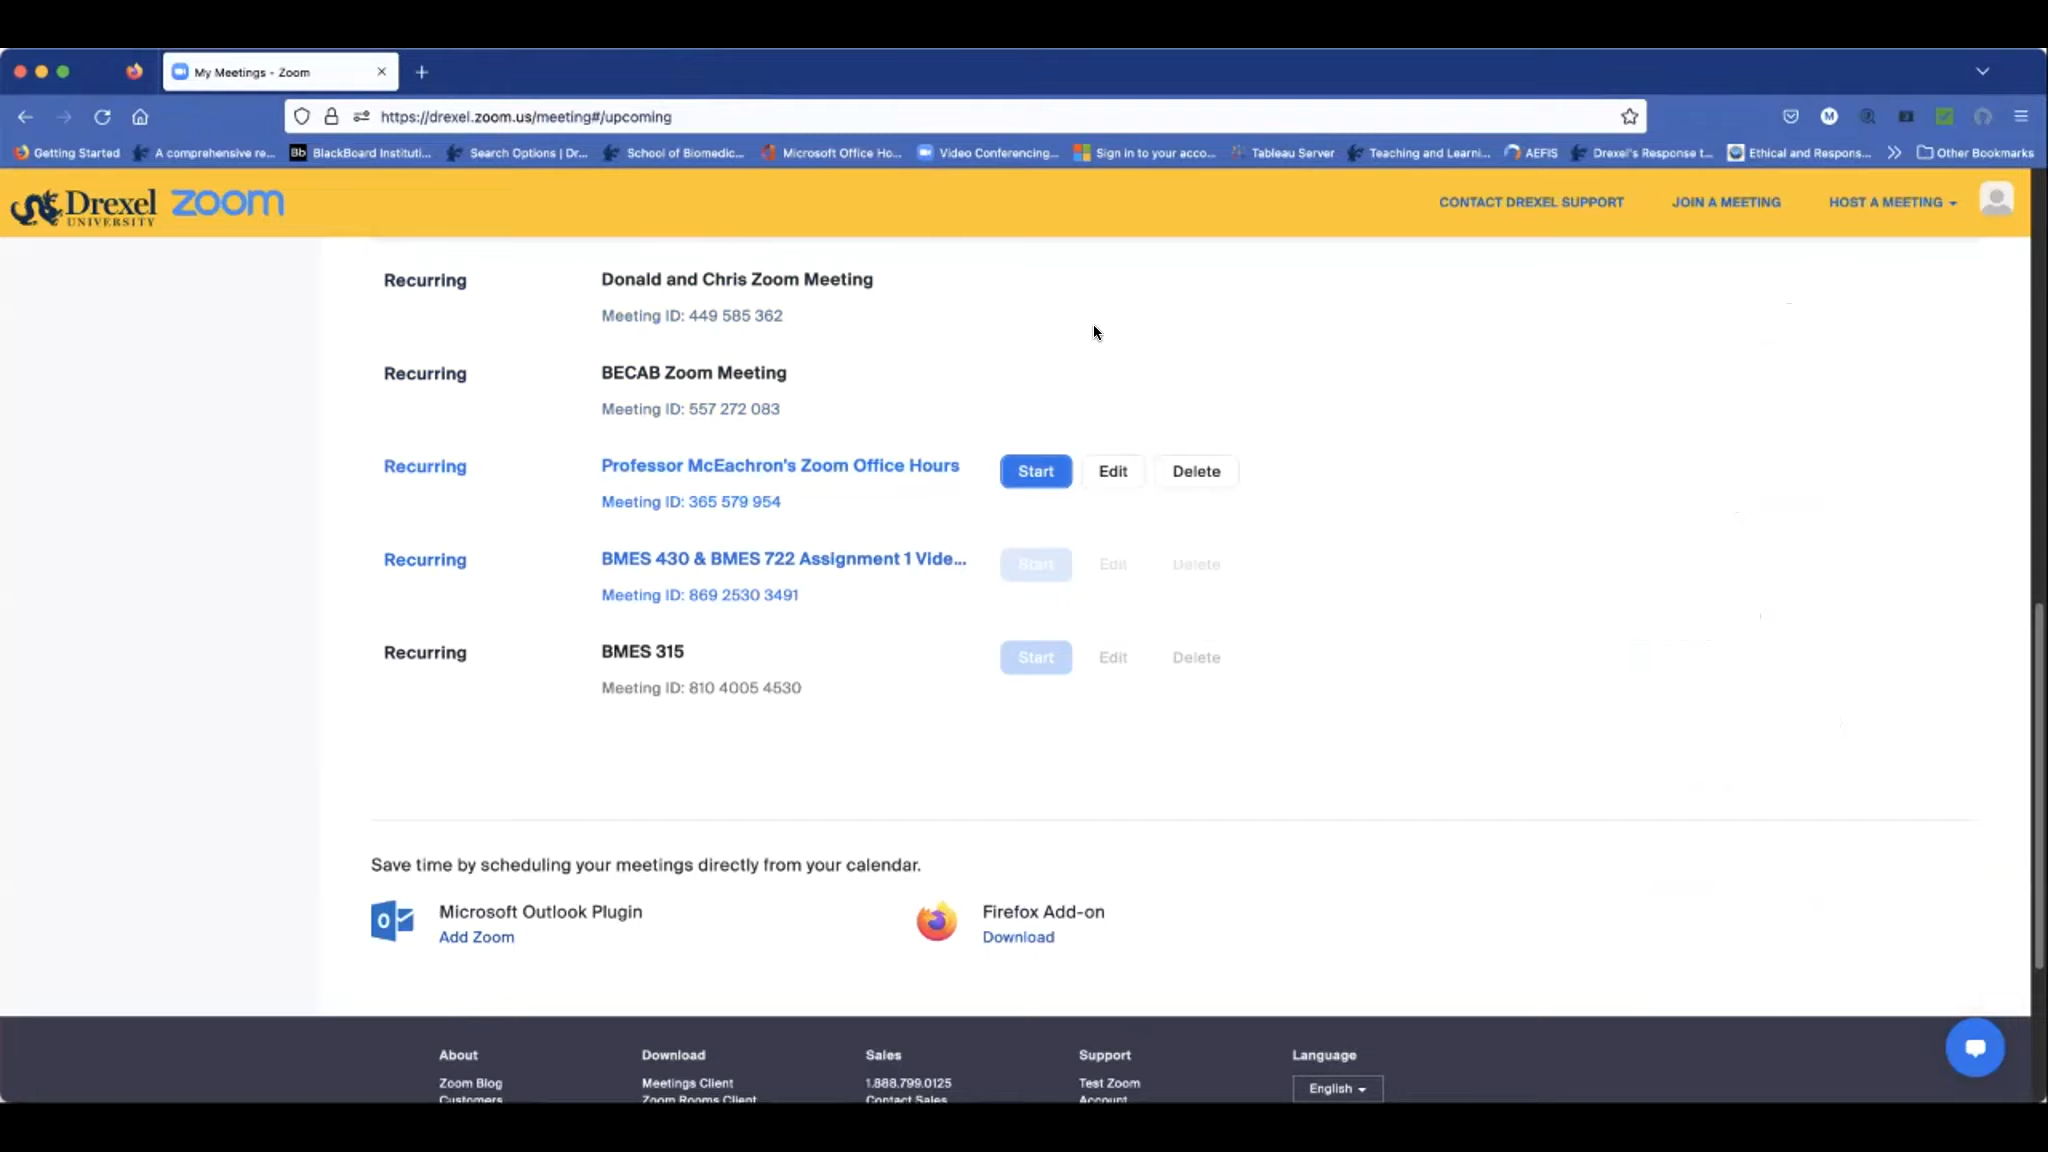 My Meetings - Zoom
https://drexel.zoom.us/meeting#/upcoming
Getting Started
A comprehensive re...
Bb BlackBoard Instituti...
Search Options | Dr...
School of Biomedic...
Microsoft Office Ho...
Video Conferencing...
Sign in to your acco...
Tableau Server
Teaching and Learni...
AEFIS
Drexel's Response t...
Ethical and Respons...
Other Bookmarks
Drexel UNIVERSITY zoom
CONTACT DREXEL SUPPORT
JOIN A MEETING
HOST A MEETING
Recurring Donald and Chris Zoom Meeting
Meeting ID: 449 585 362
Recurring BECAB Zoom Meeting
Meeting ID: 557 272 083
Recurring Professor McEachron's Zoom Office Hours Start Edit Delete
Meeting ID: 365 579 954
Recurring BMES 430 & BMES 722 Assignment 1 Vide... Start Edit Delete
Meeting ID: 869 2530 3491
Recurring BMES 315 Start Edit Delete
Meeting ID: 810 4005 4530
Save time by scheduling your meetings directly from your calendar.
Microsoft Outlook Plugin Firefox Add-on
Add Zoom Download
About Download Sales Support Language
Zoom Blog Meetings Client 1.888.799.0125 Test Zoom English
Customers Zoom Rooms Client Contact Sales Account